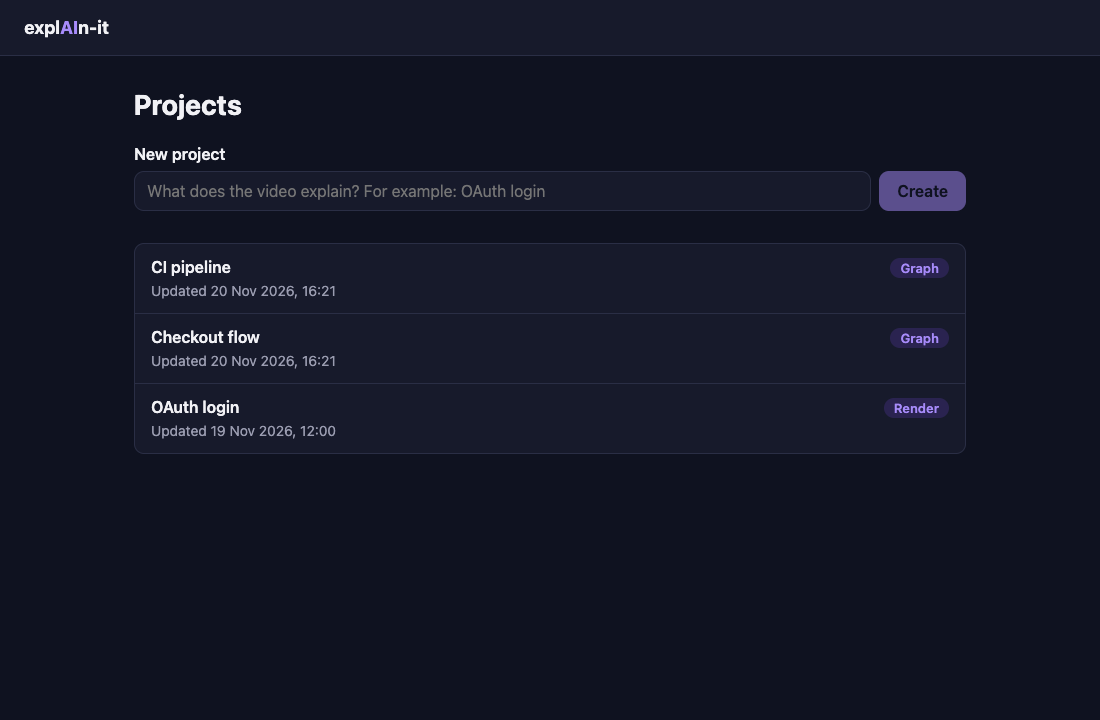 explAIn-it
Projects
New project
What does the video explain? For example: OAuth login
Create
CI pipeline
Graph
Updated 20 Nov 2026, 16:21
Checkout flow
Graph
Updated 20 Nov 2026, 16:21
OAuth login
Render
Updated 19 Nov 2026, 12:00